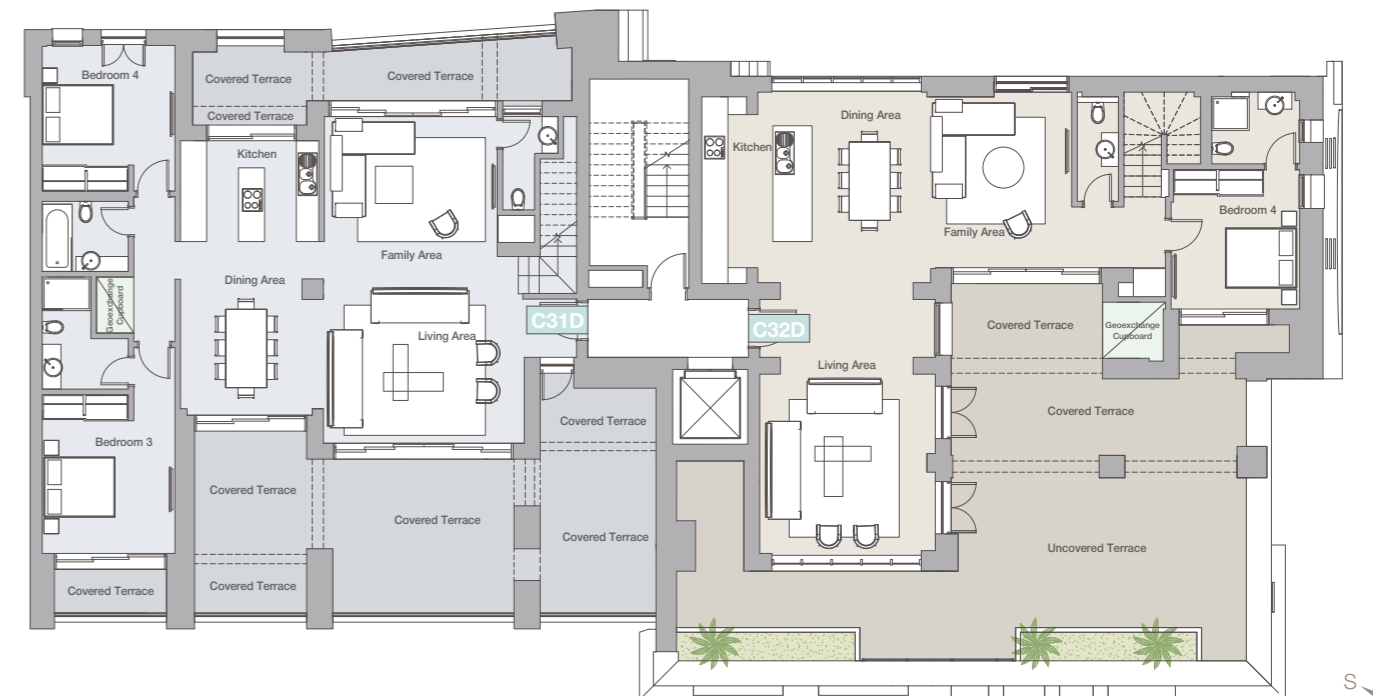 Bedroom 4
Covered Terrace
Covered Terrace
Covered Terrace
Kitchen
Family Area
Dining Area
Geoexchange
Cupboard
Living Area
C31D
Bedroom 3
Covered Terrace
Covered Terrace
Covered Terrace
Covered Terrace
Covered Terrace
Covered Terrace
Dining Area
Kitchen
Family Area
Bedroom 4
C32D
Covered Terrace
Geoexchange
Cupboard
Living Area
Covered Terrace
Uncovered Terrace
S